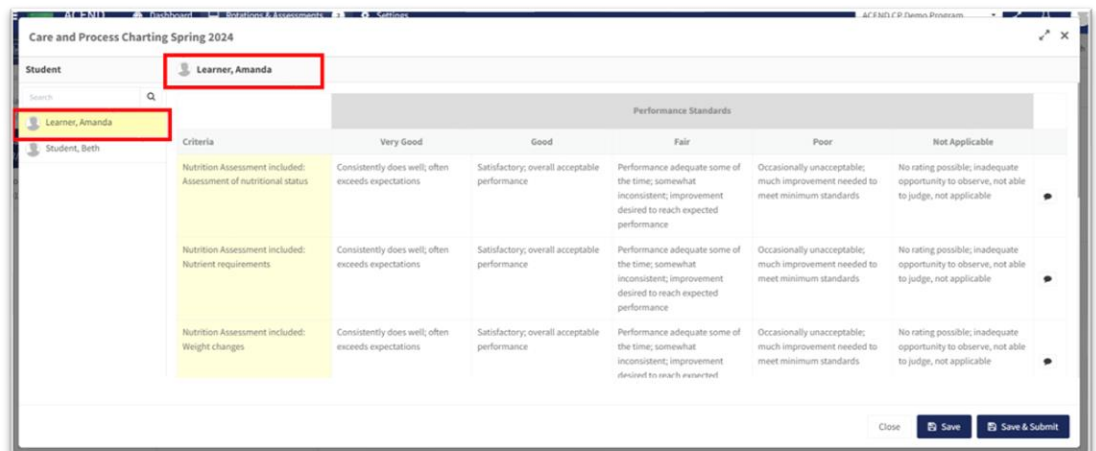 ACEND Dashboard Rotations & Assessments 2 Settings ACEND CP Demo Program
Care and Process Charting Spring 2024
Student
Learner, Amanda
Search
Learner, Amanda
Student, Beth
Performance Standards
Criteria Very Good Good Fair Poor Not Applicable
Nutrition Assessment included:
Assessment of nutritional status
Consistently does well; often
exceeds expectations
Satisfactory; overall acceptable
performance
Performance adequate some of
the time; somewhat
inconsistent; improvement
desired to reach expected
performance
Occasionally unacceptable;
much improvement needed to
meet minimum standards
No rating possible; inadequate
opportunity to observe, not able
to judge, not applicable
Nutrition Assessment included:
Nutrient requirements
Consistently does well; often
exceeds expectations
Satisfactory; overall acceptable
performance
Performance adequate some of
the time; somewhat
inconsistent; improvement
desired to reach expected
performance
Occasionally unacceptable;
much improvement needed to
meet minimum standards
No rating possible; inadequate
opportunity to observe, not able
to judge, not applicable
Nutrition Assessment included:
Weight changes
Consistently does well; often
exceeds expectations
Satisfactory; overall acceptable
performance
Performance adequate some of
the time; somewhat
inconsistent; improvement
desired to reach expected
Occasionally unacceptable;
much improvement needed to
meet minimum standards
No rating possible; inadequate
opportunity to observe, not able
to judge, not applicable
Close Save Save & Submit